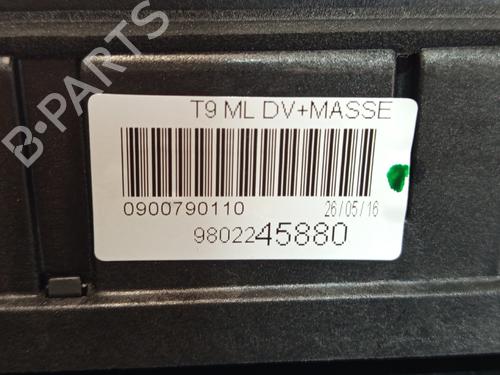 B-PARTS
T9 ML DV+MASSE
0900790110 26/05/16
9802245880